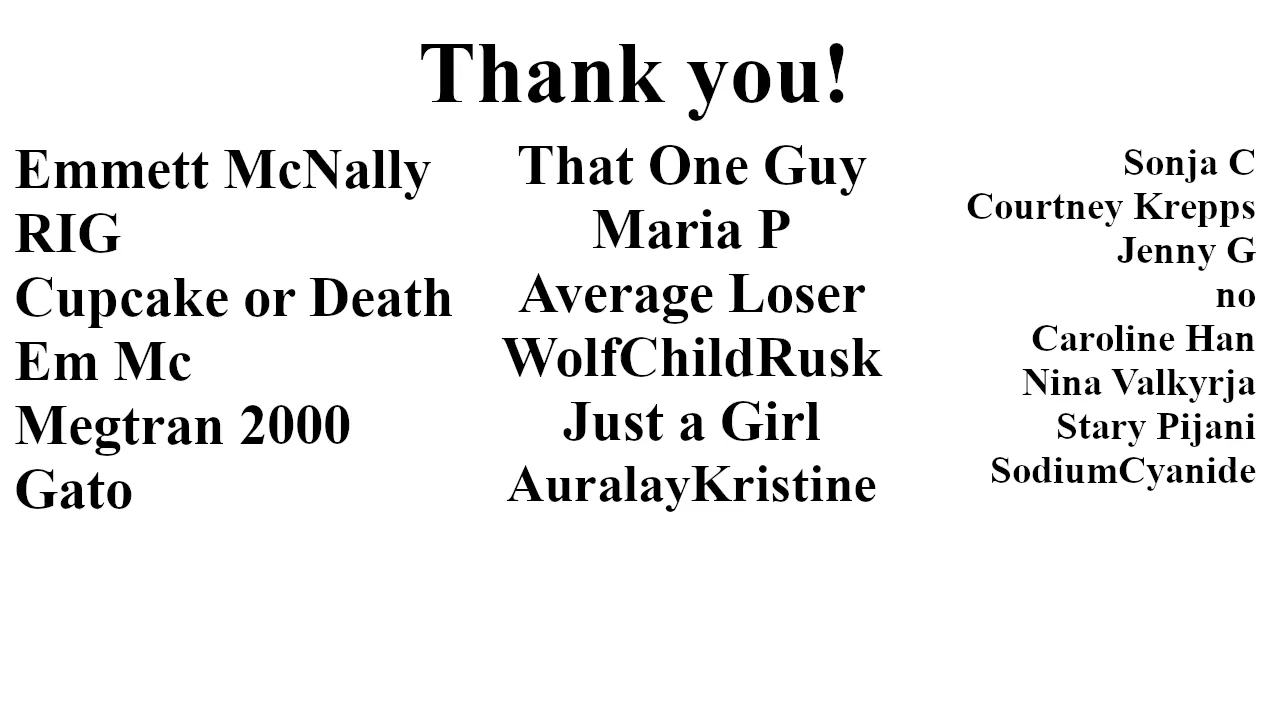 Thank you!
Emmett McNally
RIG
Cupcake or Death
Em Mc
Megtran 2000
Gato
That One Guy
Maria P
Average Loser
WolfChildRusk
Just a Girl
AuralayKristine
Sonja C
Courtney Krepps
Jenny G
no
Caroline Han
Nina Valkyrja
Stary Pijani
SodiumCyanide